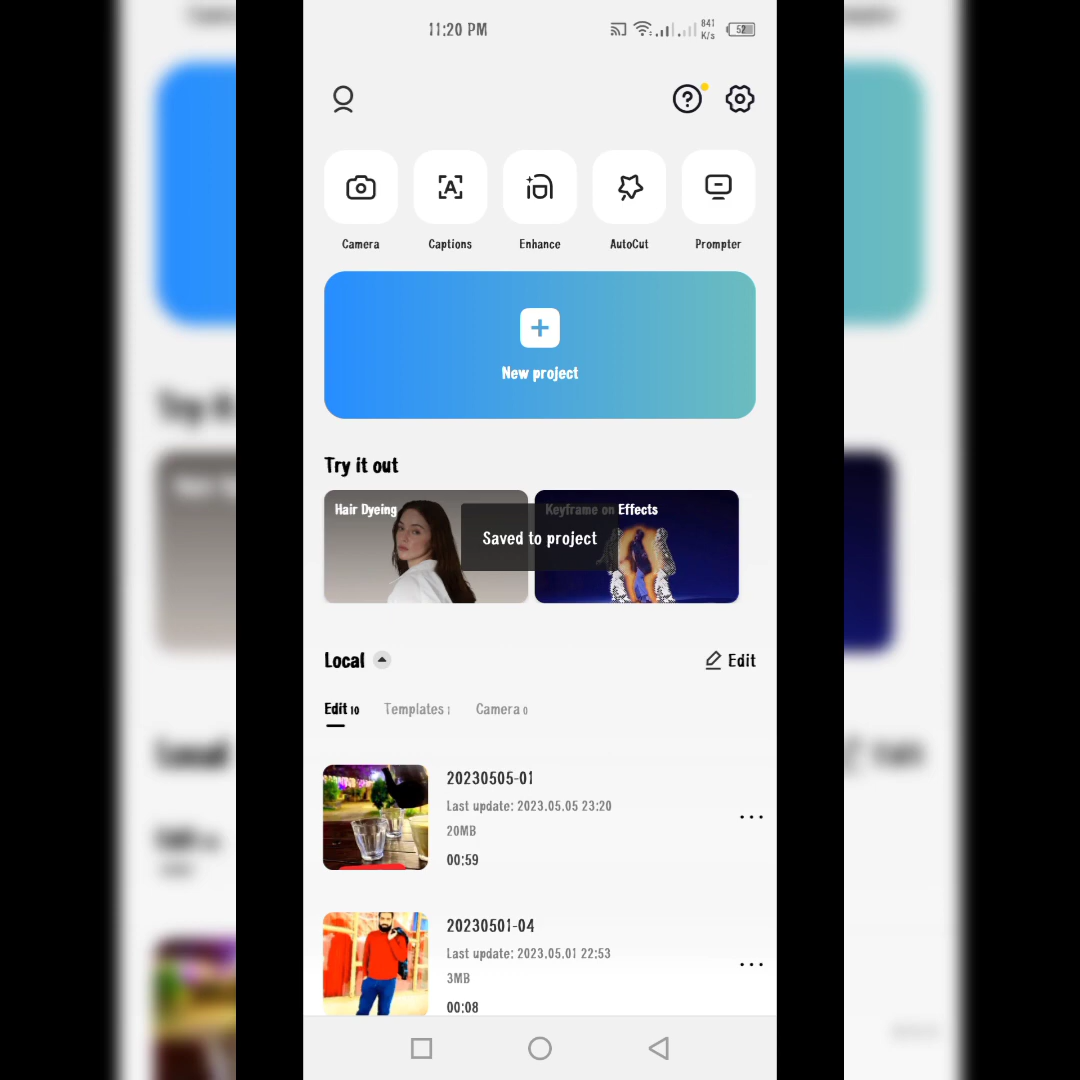 11:20 PM
841
K/s
52
Camera
Captions
Enhance
AutoCut
Prompter
New project
Try it out
Hair Dyeing
Keyframe on Effects
Saved to project
Local
Edit
Edit 10
Templates 1
Camera 0
20230505-01
Last update: 2023.05.05 23:20
20MB
00:59
20230501-04
Last update: 2023.05.01 22:53
3MB
00:08